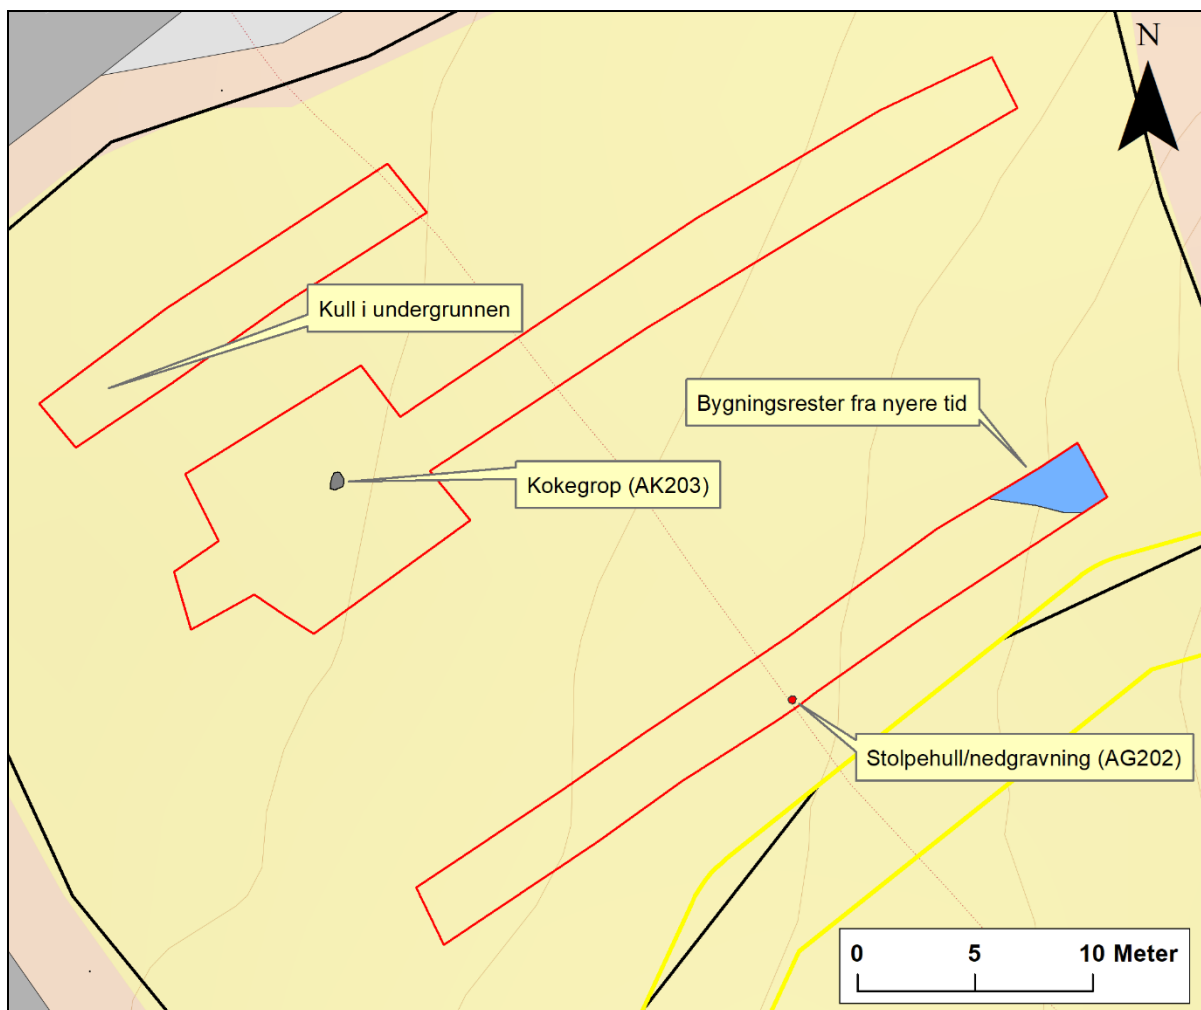 N
Kull i undergrunnen
Bygningsrester fra nyere tid
Kokegrop (AK203)
Stolpehull/nedgravning (AG202)
0 5 10 Meter